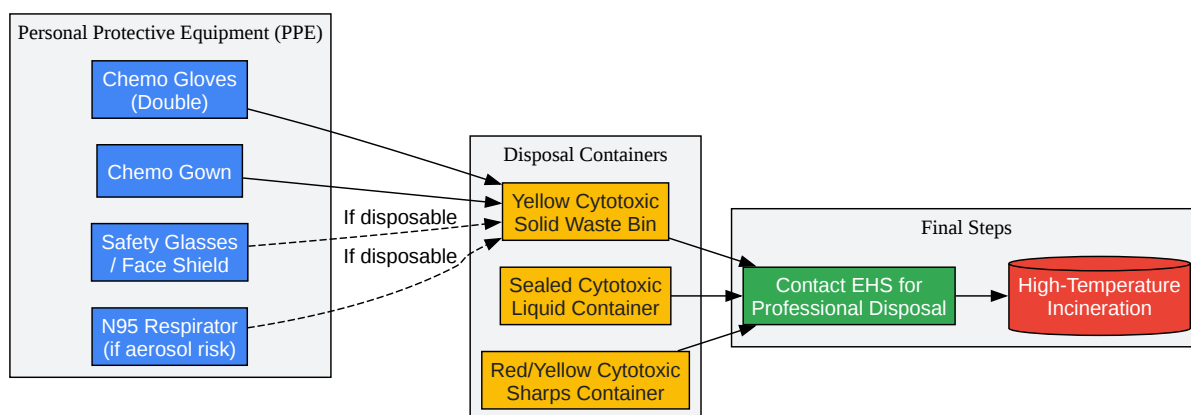 Personal Protective Equipment (PPE)
Chemo Gloves
(Double)
Chemo Gown
Safety Glasses
/ Face Shield
N95 Respirator
(if aerosol risk)
If disposable
If disposable
Disposal Containers
Yellow Cytotoxic
Solid Waste Bin
Sealed Cytotoxic
Liquid Container
Red/Yellow Cytotoxic
Sharps Container
Final Steps
Contact EHS for
Professional Disposal
High-Temperature
Incineration